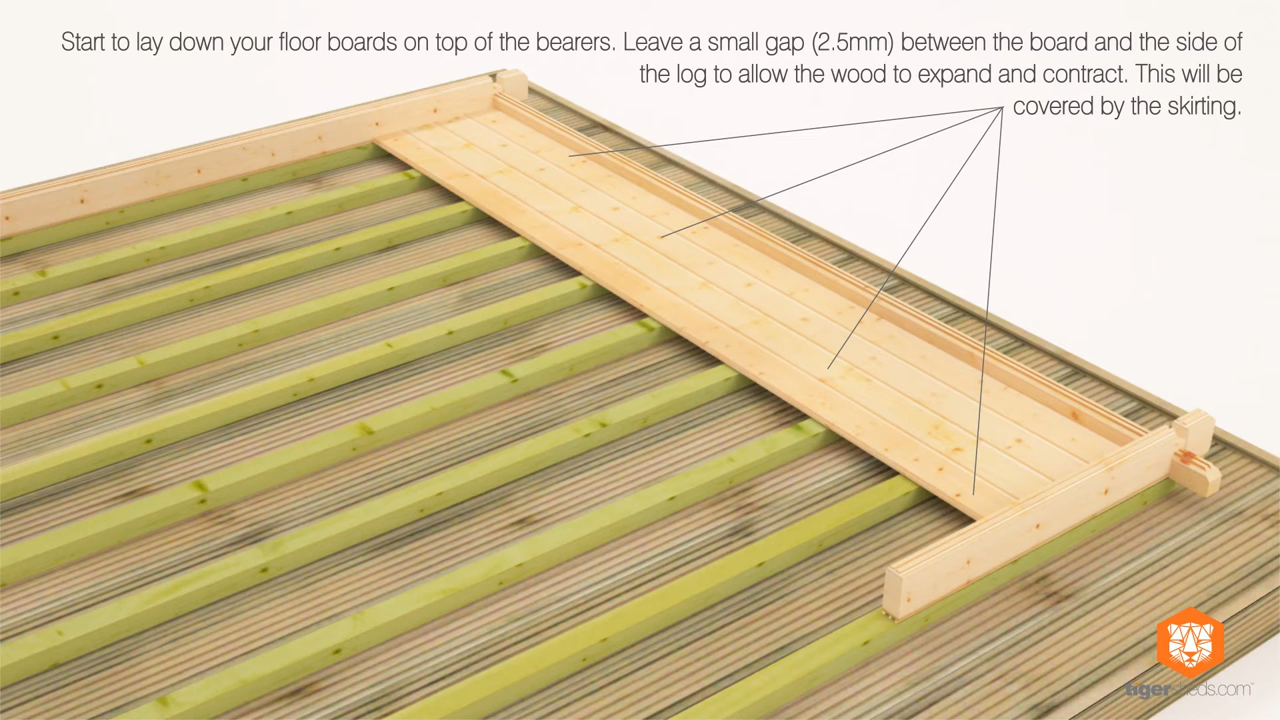 Start to lay down your floor boards on top of the bearers. Leave a small gap (2.5mm) between the board and the side of
the log to allow the wood to expand and contract. This will be
covered by the skirting.
tigersheds.com